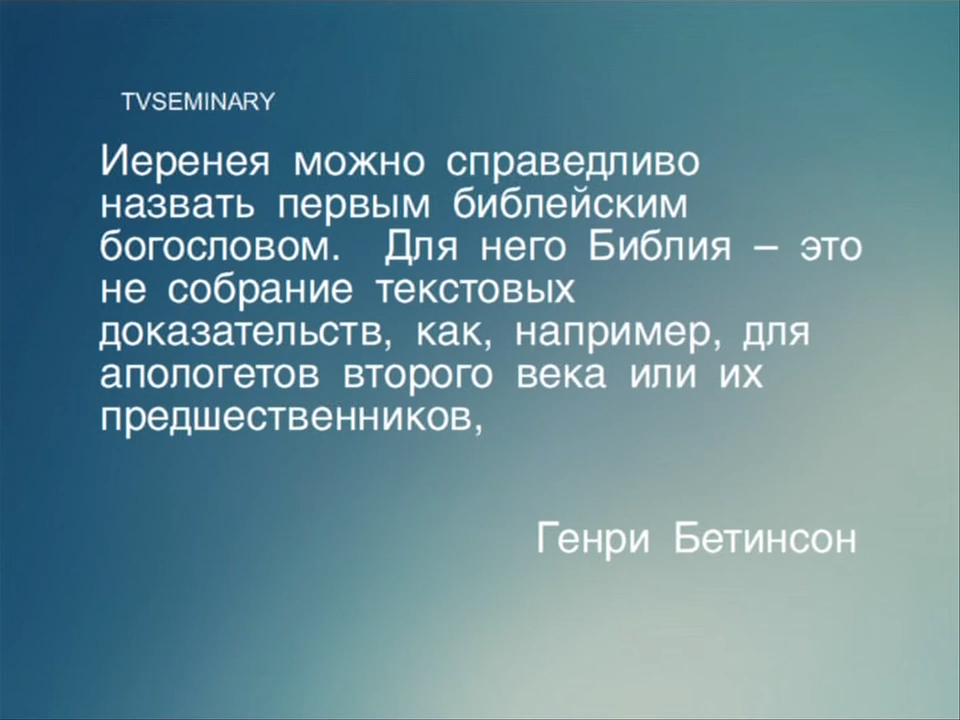 TVSEMINARY
Иеренея можно справедливо
назвать первым библейским
богословом. Для него Библия – это
не собрание текстовых
доказательств, как, например, для
апологетов второго века или их
предшественников,
Генри Бетинсон